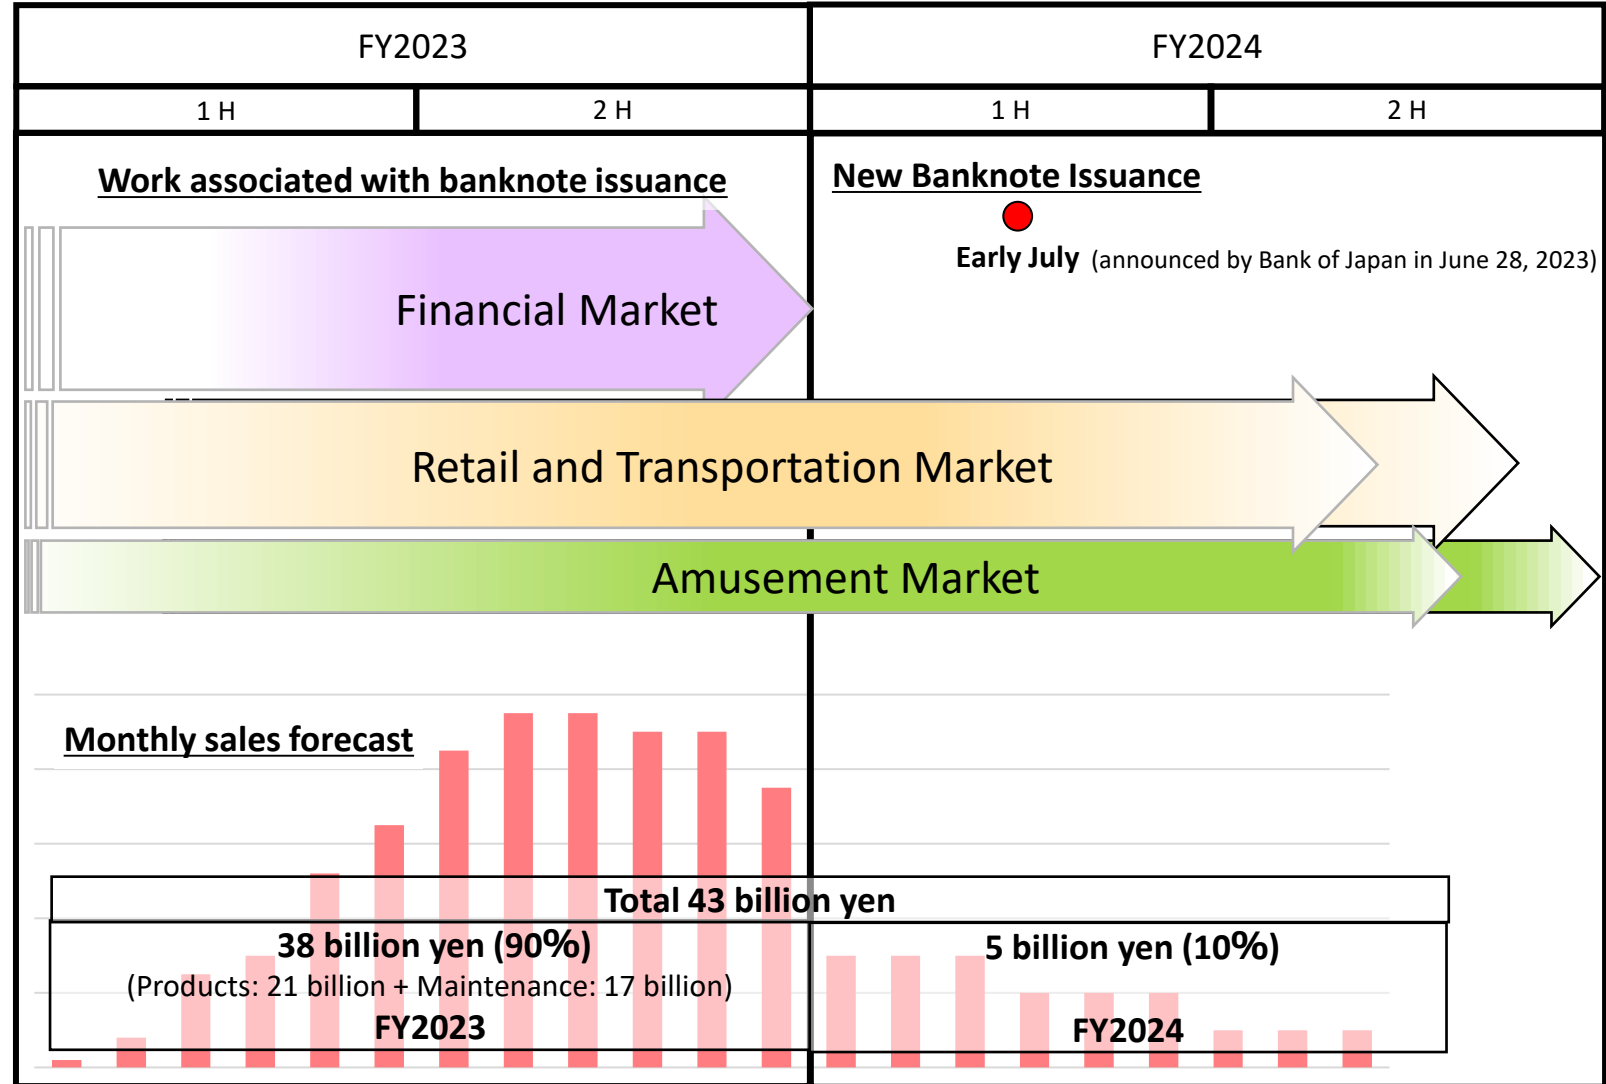 FY2023
FY2024
1 H
2 H
1 H
2 H
Work associated with banknote issuance
New Banknote Issuance
Early July (announced by Bank of Japan in June 28, 2023)
Financial Market
Retail and Transportation Market
Amusement Market
Monthly sales forecast
Total 43 billion yen
38 billion yen (90%)
(Products: 21 billion + Maintenance: 17 billion)
FY2023
5 billion yen (10%)
FY2024